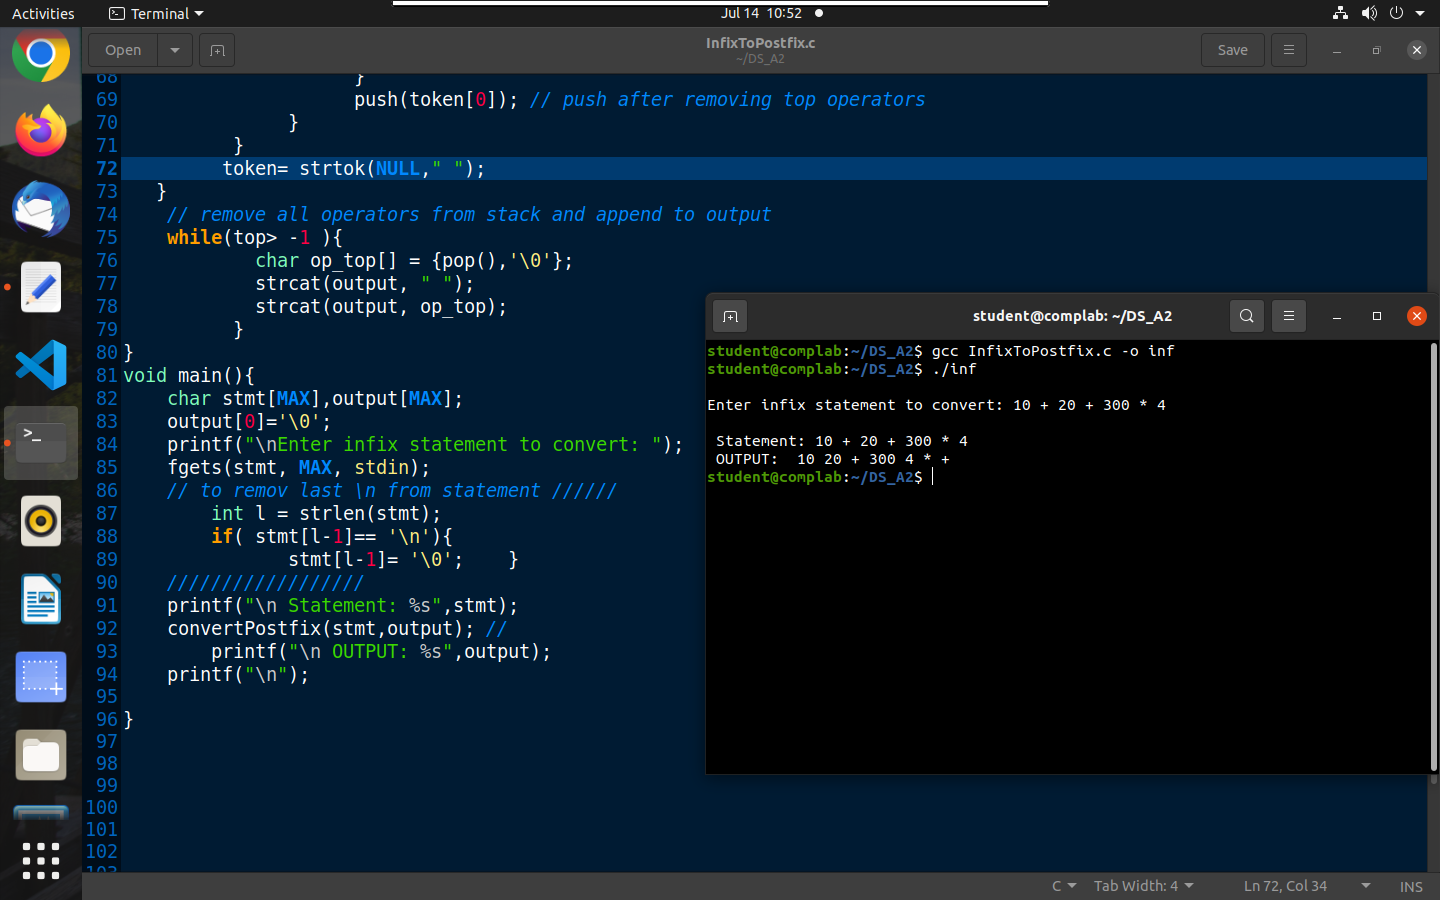 Activities
Terminal
Jul 14 10:52
Open
InfixToPostfix.c
~/DS_A2
Save
68 }
69 push(token[0]); // push after removing top operators
70 }
71 }
72 token= strtok(NULL," ");
73 }
74 // remove all operators from stack and append to output
75 while(top> -1 ){
76 char op_top[] = {pop(),'\0'};
77 strcat(output, " ");
78 strcat(output, op_top);
79 }
80 }
81 void main(){
82 char stmt[MAX],output[MAX];
83 output[0]='\0';
84 printf("\nEnter infix statement to convert: ");
85 fgets(stmt, MAX, stdin);
86 // to remov last \n from statement //////
87 int l = strlen(stmt);
88 if( stmt[l-1]== '\n'){
89 stmt[l-1]= '\0'; }
90 //////////////////
91 printf("\n Statement: %s",stmt);
92 convertPostfix(stmt,output); //
93 printf("\n OUTPUT: %s",output);
94 printf("\n");
95
96 }
97
98
99
100
101
102
103
student@complab: ~/DS_A2
student@complab:~/DS_A2$ gcc InfixToPostfix.c -o inf
student@complab:~/DS_A2$ ./inf
Enter infix statement to convert: 10 + 20 + 300 * 4
Statement: 10 + 20 + 300 * 4
OUTPUT:  10 20 + 300 4 * +
student@complab:~/DS_A2$
C
Tab Width: 4
Ln 72, Col 34
INS